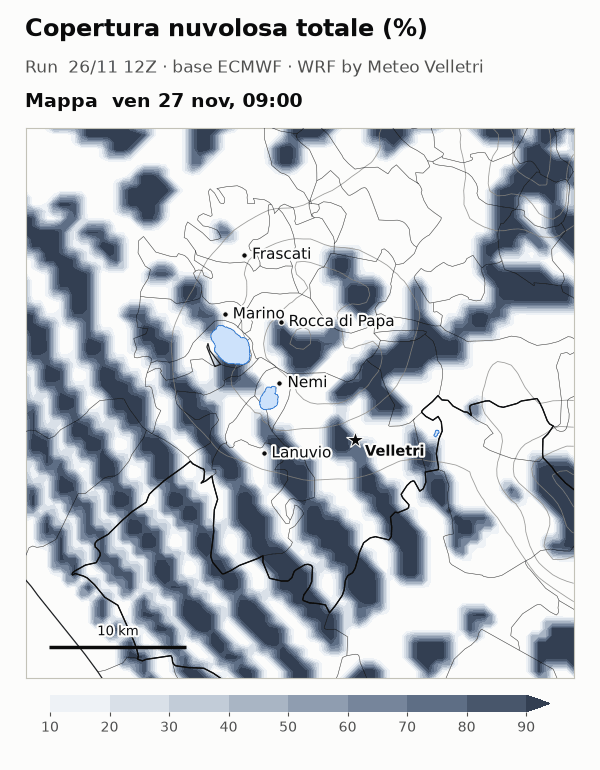 Copertura nuvolosa totale (%)
Run 26/11 12Z · base ECMWF · WRF by Meteo Velletri
Mappa ven 27 nov, 09:00
Frascati
Marino
Rocca di Papa
Nemi
Velletri
Lanuvio
10 km
10 20 30 40 50 60 70 80 90